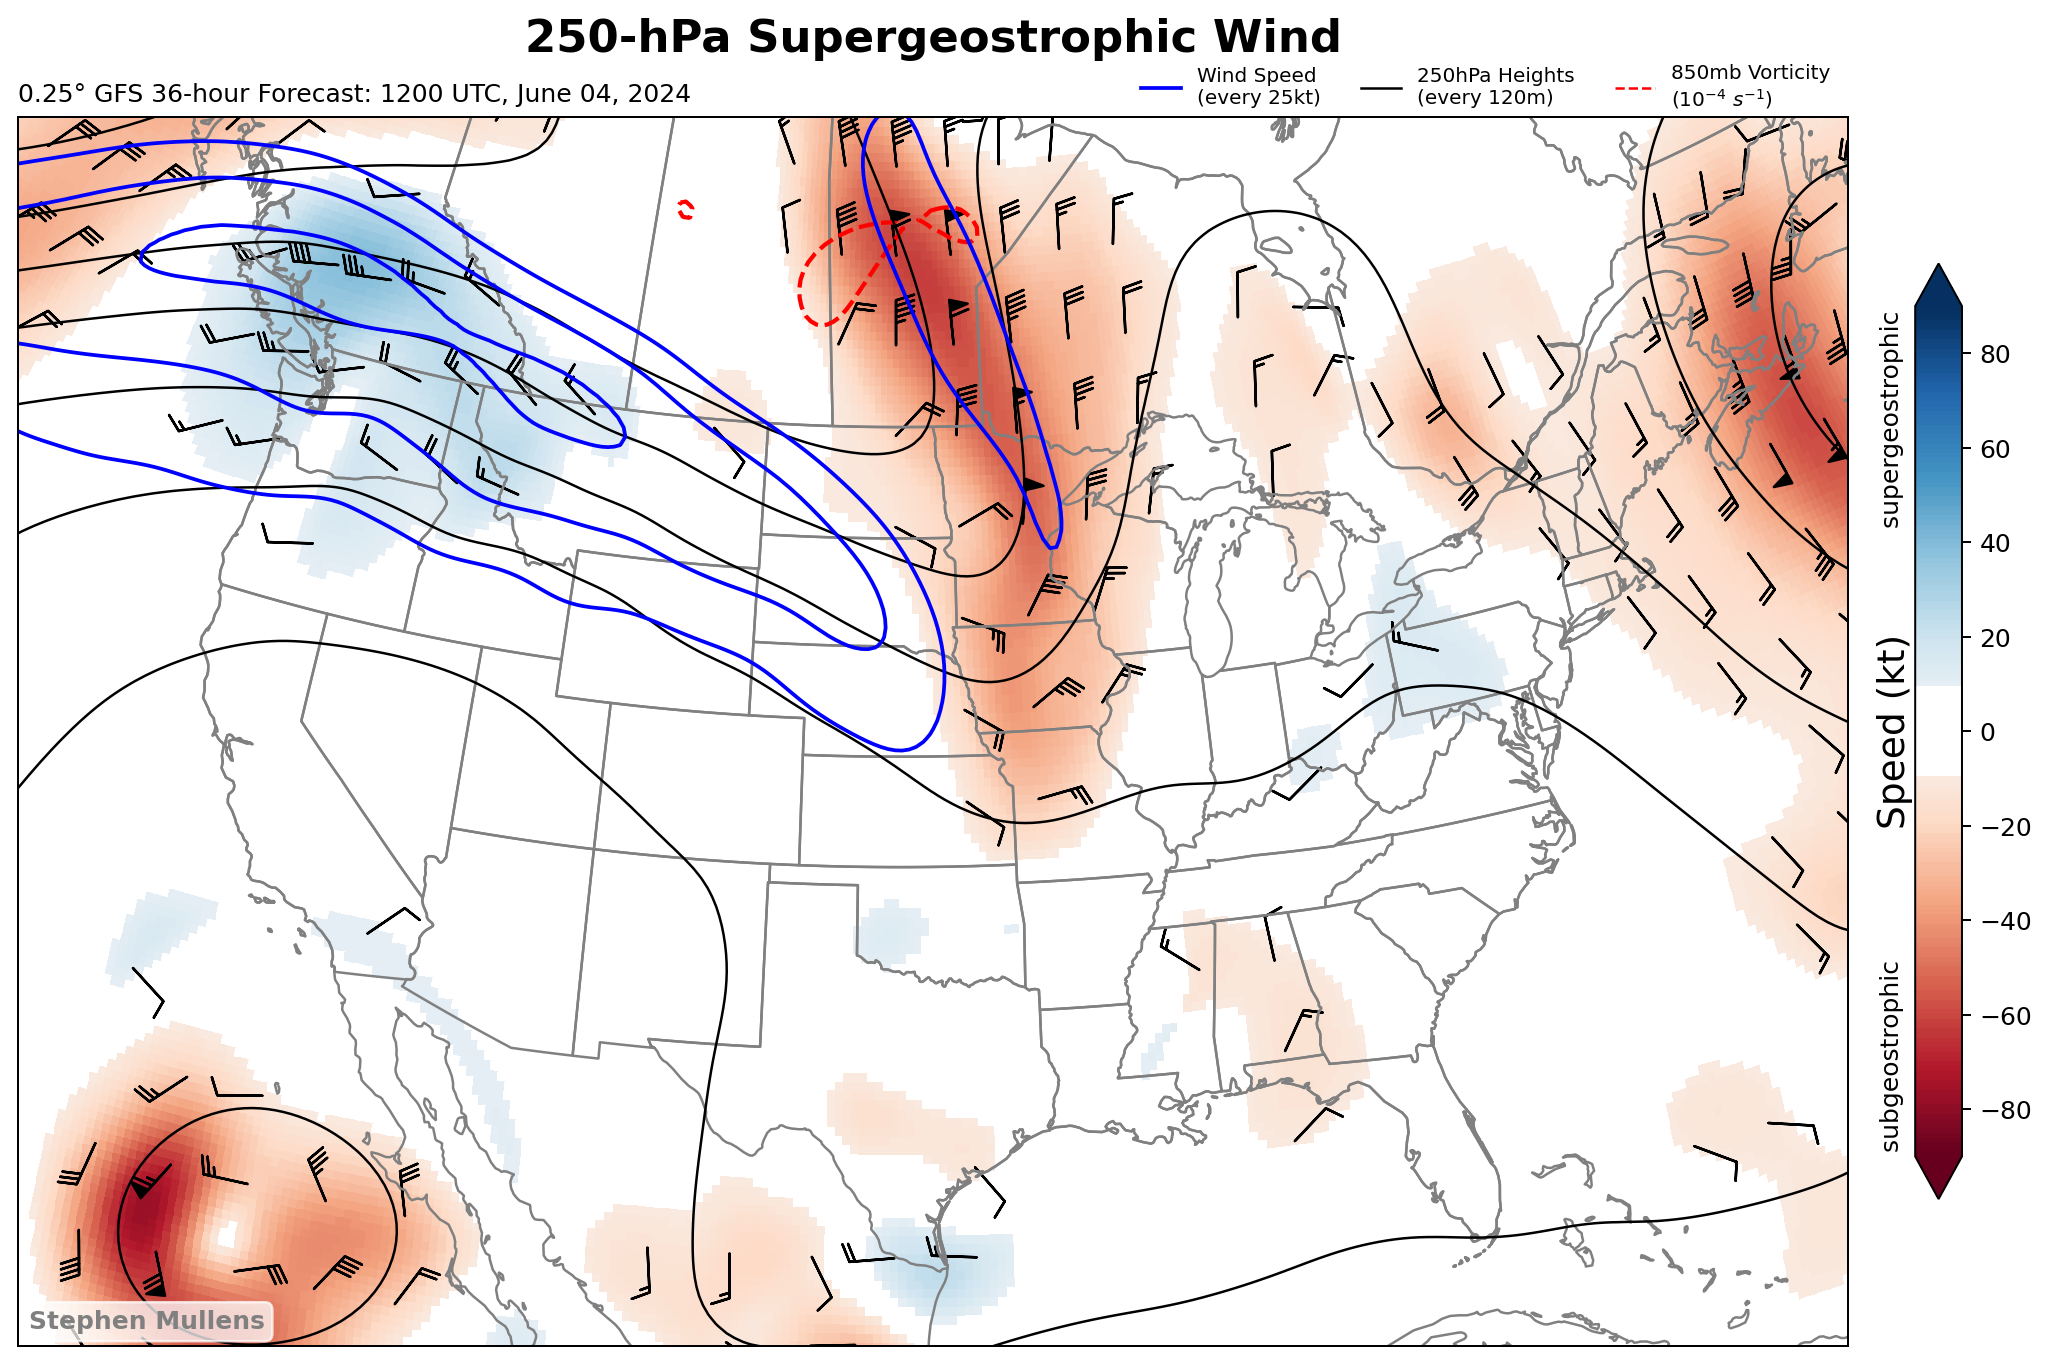 250-hPa Supergeostrophic Wind
0.25° GFS 36-hour Forecast: 1200 UTC, June 04, 2024
Wind Speed
(every 25kt)
250hPa Heights
(every 120m)
850mb Vorticity
(10⁻⁴ s⁻¹)
supergeostrophic
Speed (kt)
subgeostrophic
80
60
40
20
0
−20
−40
−60
−80
Stephen Mullens